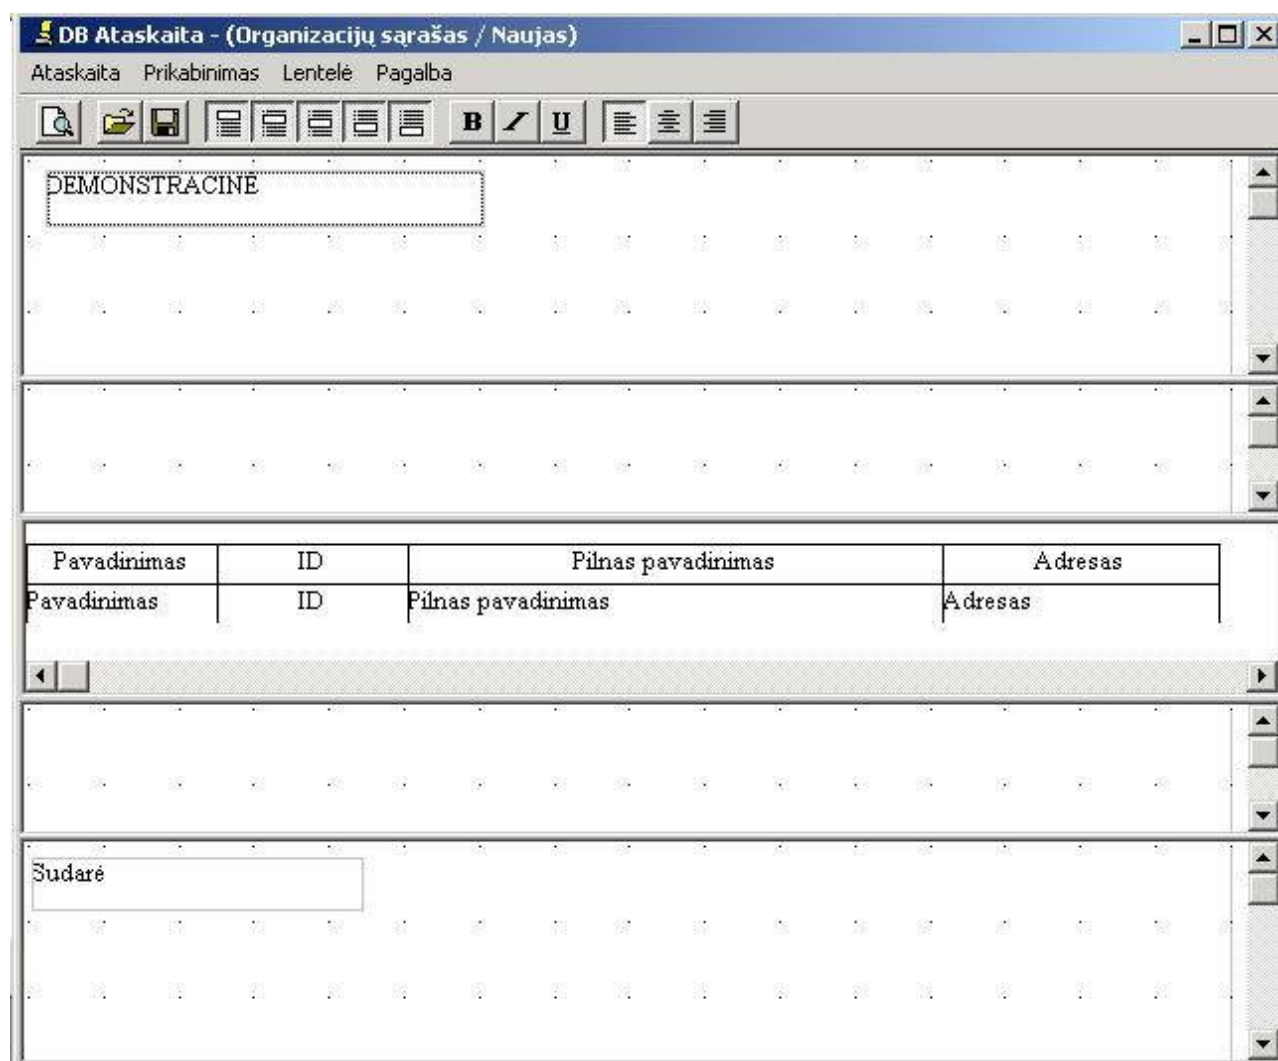 DB Ataskaita - (Organizacijų sąrašas / Naujas)
Ataskaita Prikabinimas Lentelė Pagalba
B I U
DEMONSTRACINĖ
Pavadinimas ID Pilnas pavadinimas Adresas
Pavadinimas ID Pilnas pavadinimas Adresas
Sudarė